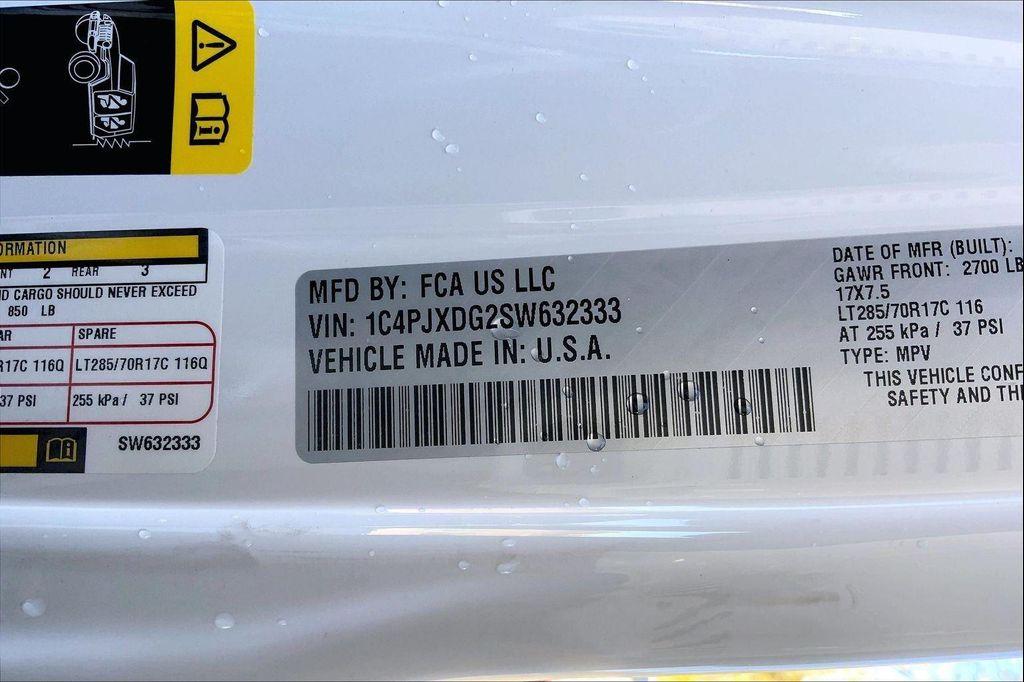 ORMATION
NT 2 REAR 3
ND CARGO SHOULD NEVER EXCEED
850 LB
AR SPARE
R17C 116Q LT285/70R17C 116Q
37 PSI 255 kPa / 37 PSI
SW632333
MFD BY: FCA US LLC
VIN: 1C4PJXDG2SW632333
VEHICLE MADE IN: U.S.A.
DATE OF MFR (BUILT):
GAWR FRONT: 2700 LB
17X7.5
LT285/70R17C 116
AT 255 kPa / 37 PSI
TYPE: MPV
THIS VEHICLE CONF
SAFETY AND THE